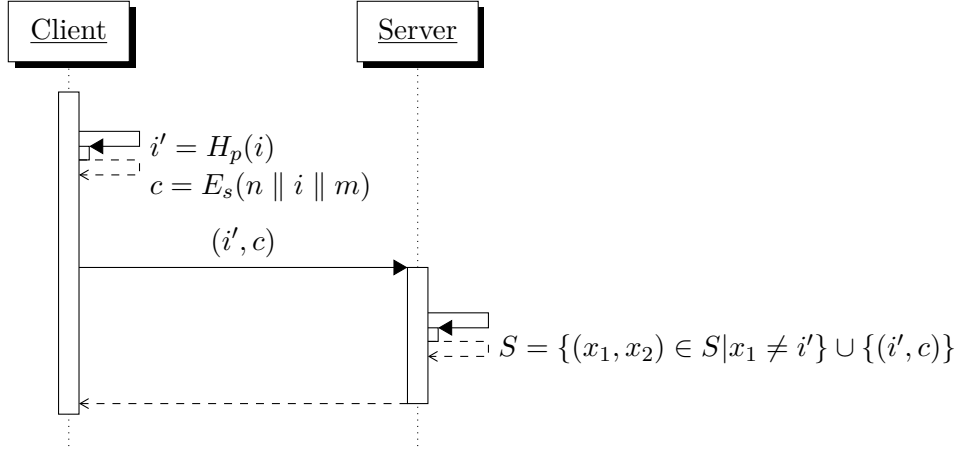 Client
Server
i′ = H_p(i)
c = E_s(n ∥ i ∥ m)
(i′, c)
S = {(x_1, x_2) ∈ S|x_1 ≠ i′} ∪ {(i′, c)}